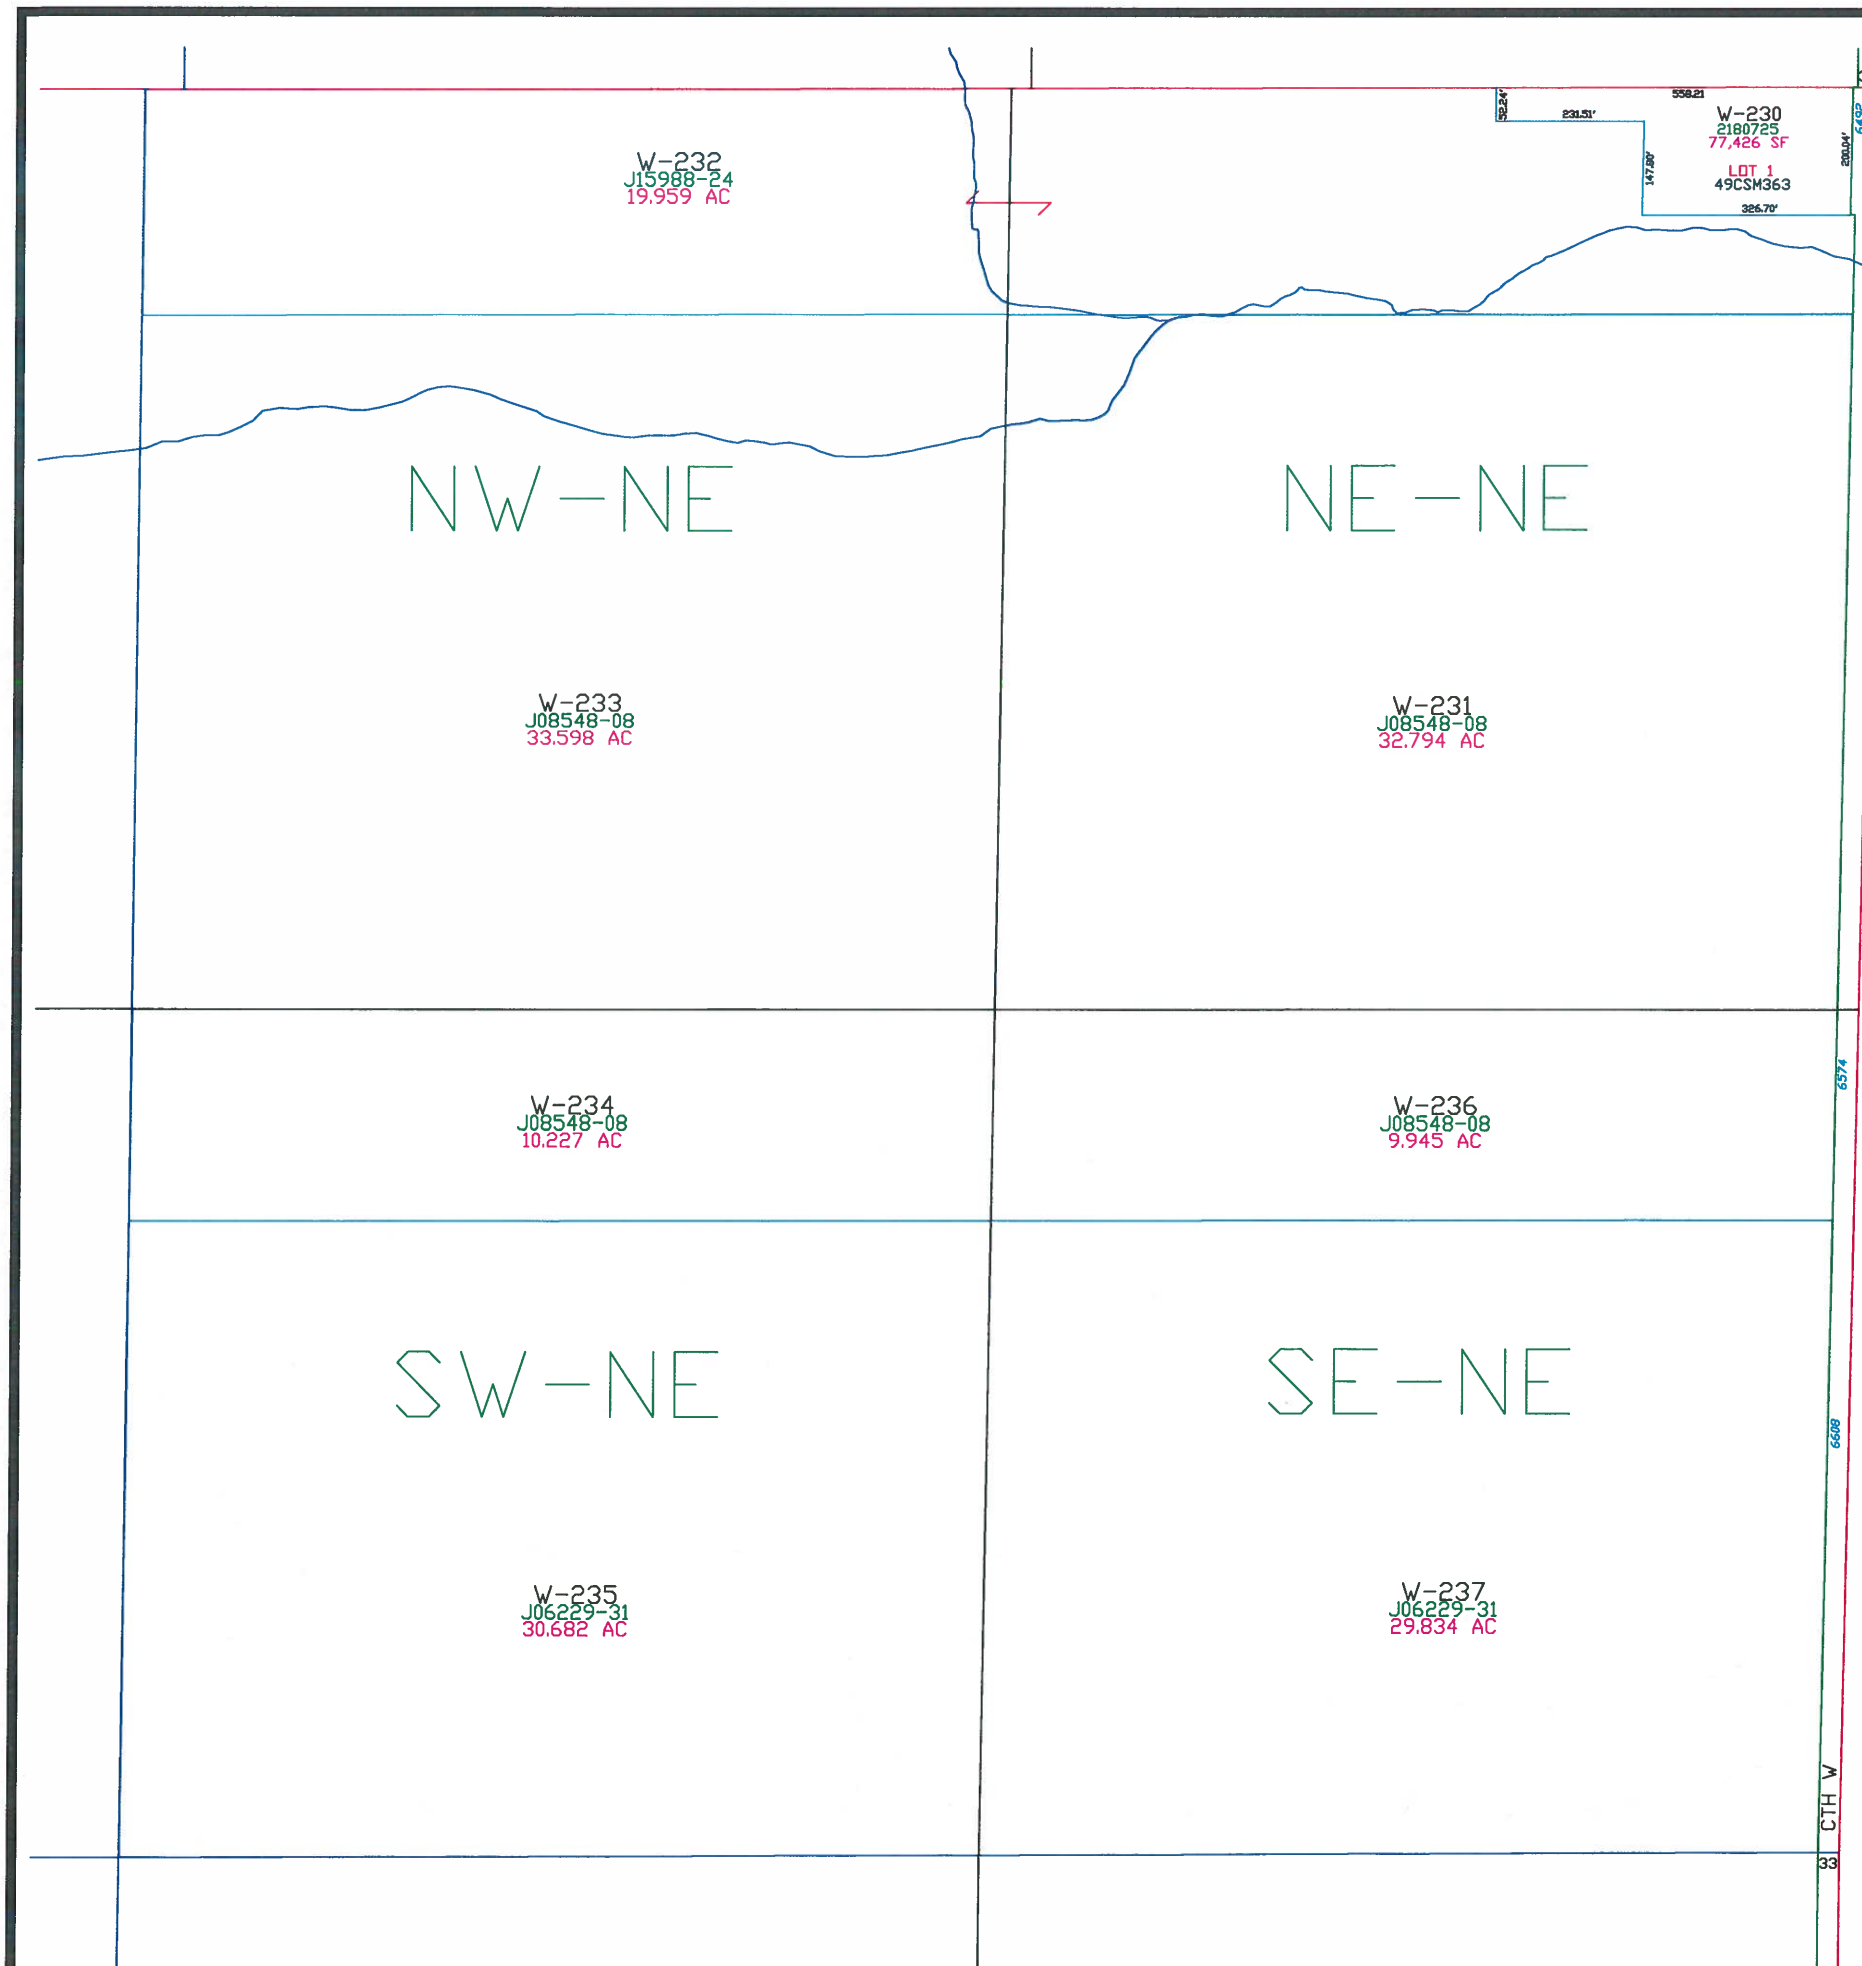 558.21
52.24'
231.51'
W-230
2180725
77,426 SF
LOT 1
49CSM363
147.80'
200.04'
326.70'
6492
W-232
J15988-24
19.959 AC
NW-NE
NE-NE
W-233
J08548-08
33.598 AC
W-231
J08548-08
32.794 AC
6574
W-234
J08548-08
10.227 AC
W-236
J08548-08
9.945 AC
SW-NE
SE-NE
6608
W-235
J06229-31
30.682 AC
W-237
J06229-31
29.834 AC
CTH W
33